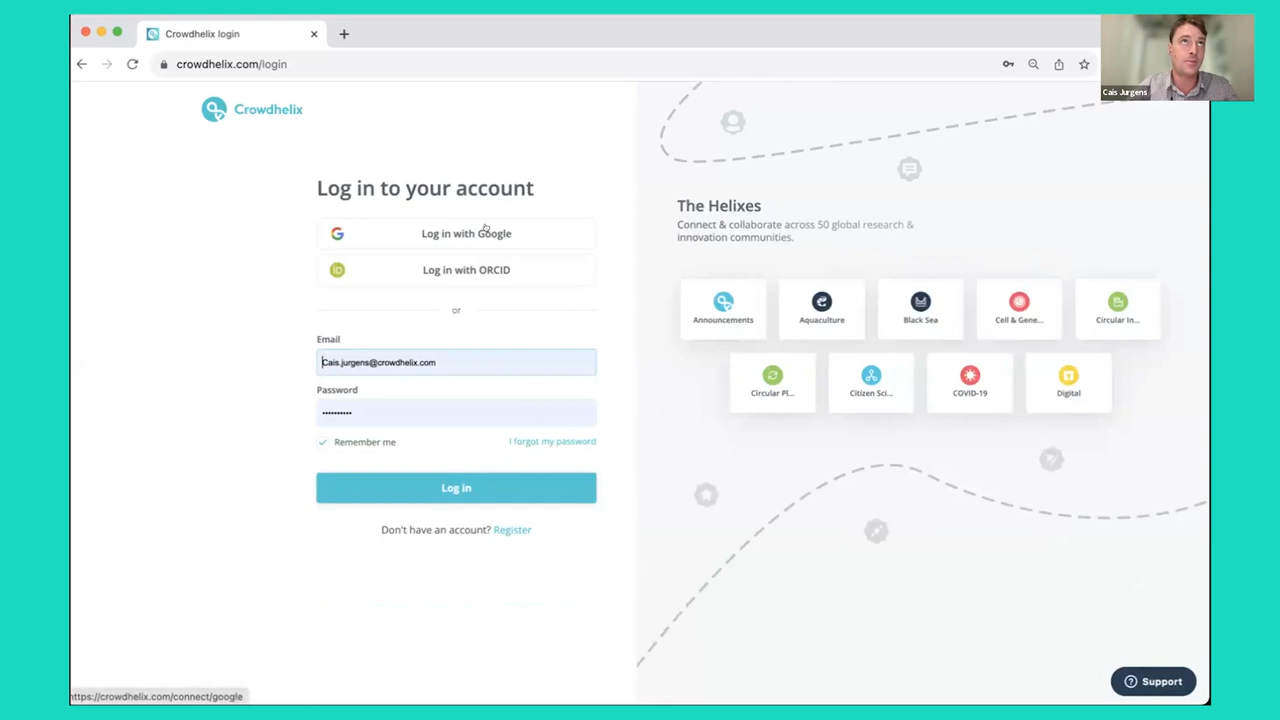 Crowdhelix login
crowdhelix.com/login
Cais Jurgens
Crowdhelix
Log in to your account
Log in with Google
Log in with ORCID
or
Email
Cais.jurgens@crowdhelix.com
Password
••••••••••
Remember me
I forgot my password
Log in
Don't have an account? Register
The Helixes
Connect & collaborate across 50 global research &
innovation communities.
Announcements
Aquaculture
Black Sea
Cell & Gene...
Circular In...
Circular Pl...
Citizen Sci...
COVID-19
Digital
Support
https://crowdhelix.com/connect/google